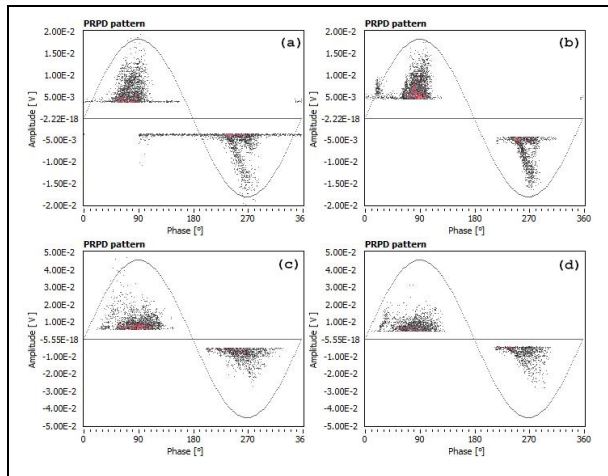 PRPD pattern
(a)
Amplitude [ V ]
2.00E-2
1.50E-2
1.00E-2
5.00E-3
-2.22E-18
-5.00E-3
-1.00E-2
-1.50E-2
-2.00E-2
0 90 180 270 36
Phase [°]
PRPD pattern
(b)
Amplitude [ V ]
2.00E-2
1.50E-2
1.00E-2
5.00E-3
-2.22E-18
-5.00E-3
-1.00E-2
-1.50E-2
-2.00E-2
0 90 180 270 360
Phase [°]
PRPD pattern
(c)
Amplitude [ V ]
5.00E-2
4.00E-2
3.00E-2
2.00E-2
1.00E-2
-5.55E-18
-1.00E-2
-2.00E-2
-3.00E-2
-4.00E-2
-5.00E-2
0 90 180 270 36
Phase [°]
PRPD pattern
(d)
Amplitude [ V ]
5.00E-2
4.00E-2
3.00E-2
2.00E-2
1.00E-2
-5.55E-18
-1.00E-2
-2.00E-2
-3.00E-2
-4.00E-2
-5.00E-2
0 90 180 270 360
Phase [°]